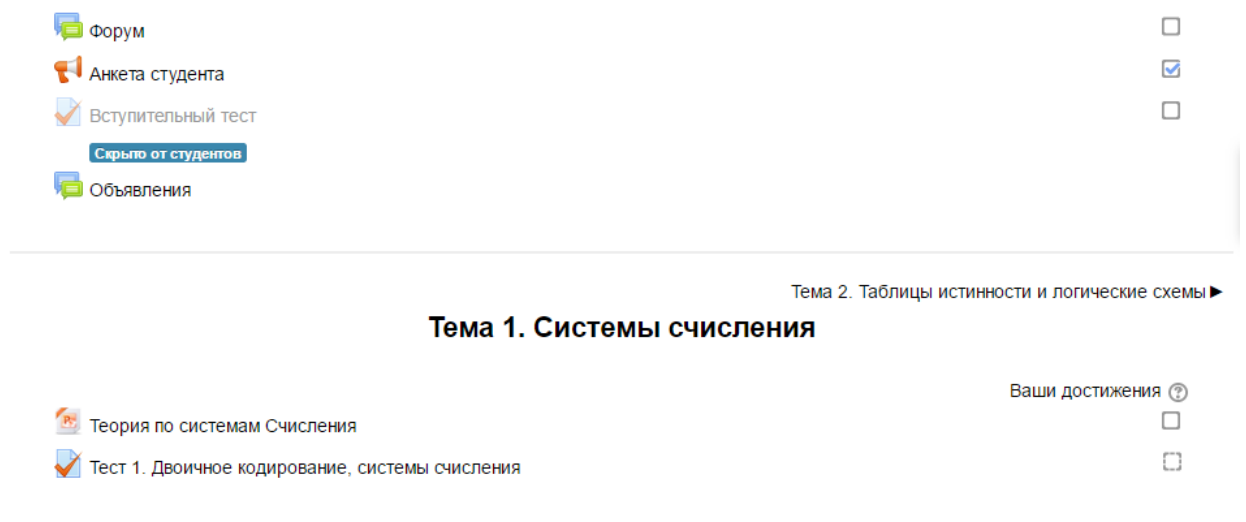 Форум
Анкета студента
Вступительный тест
Скрыто от студентов
Объявления
Тема 2. Таблицы истинности и логические схемы►
Тема 1. Системы счисления
Ваши достижения ?
Теория по системам Счисления
Тест 1. Двоичное кодирование, системы счисления